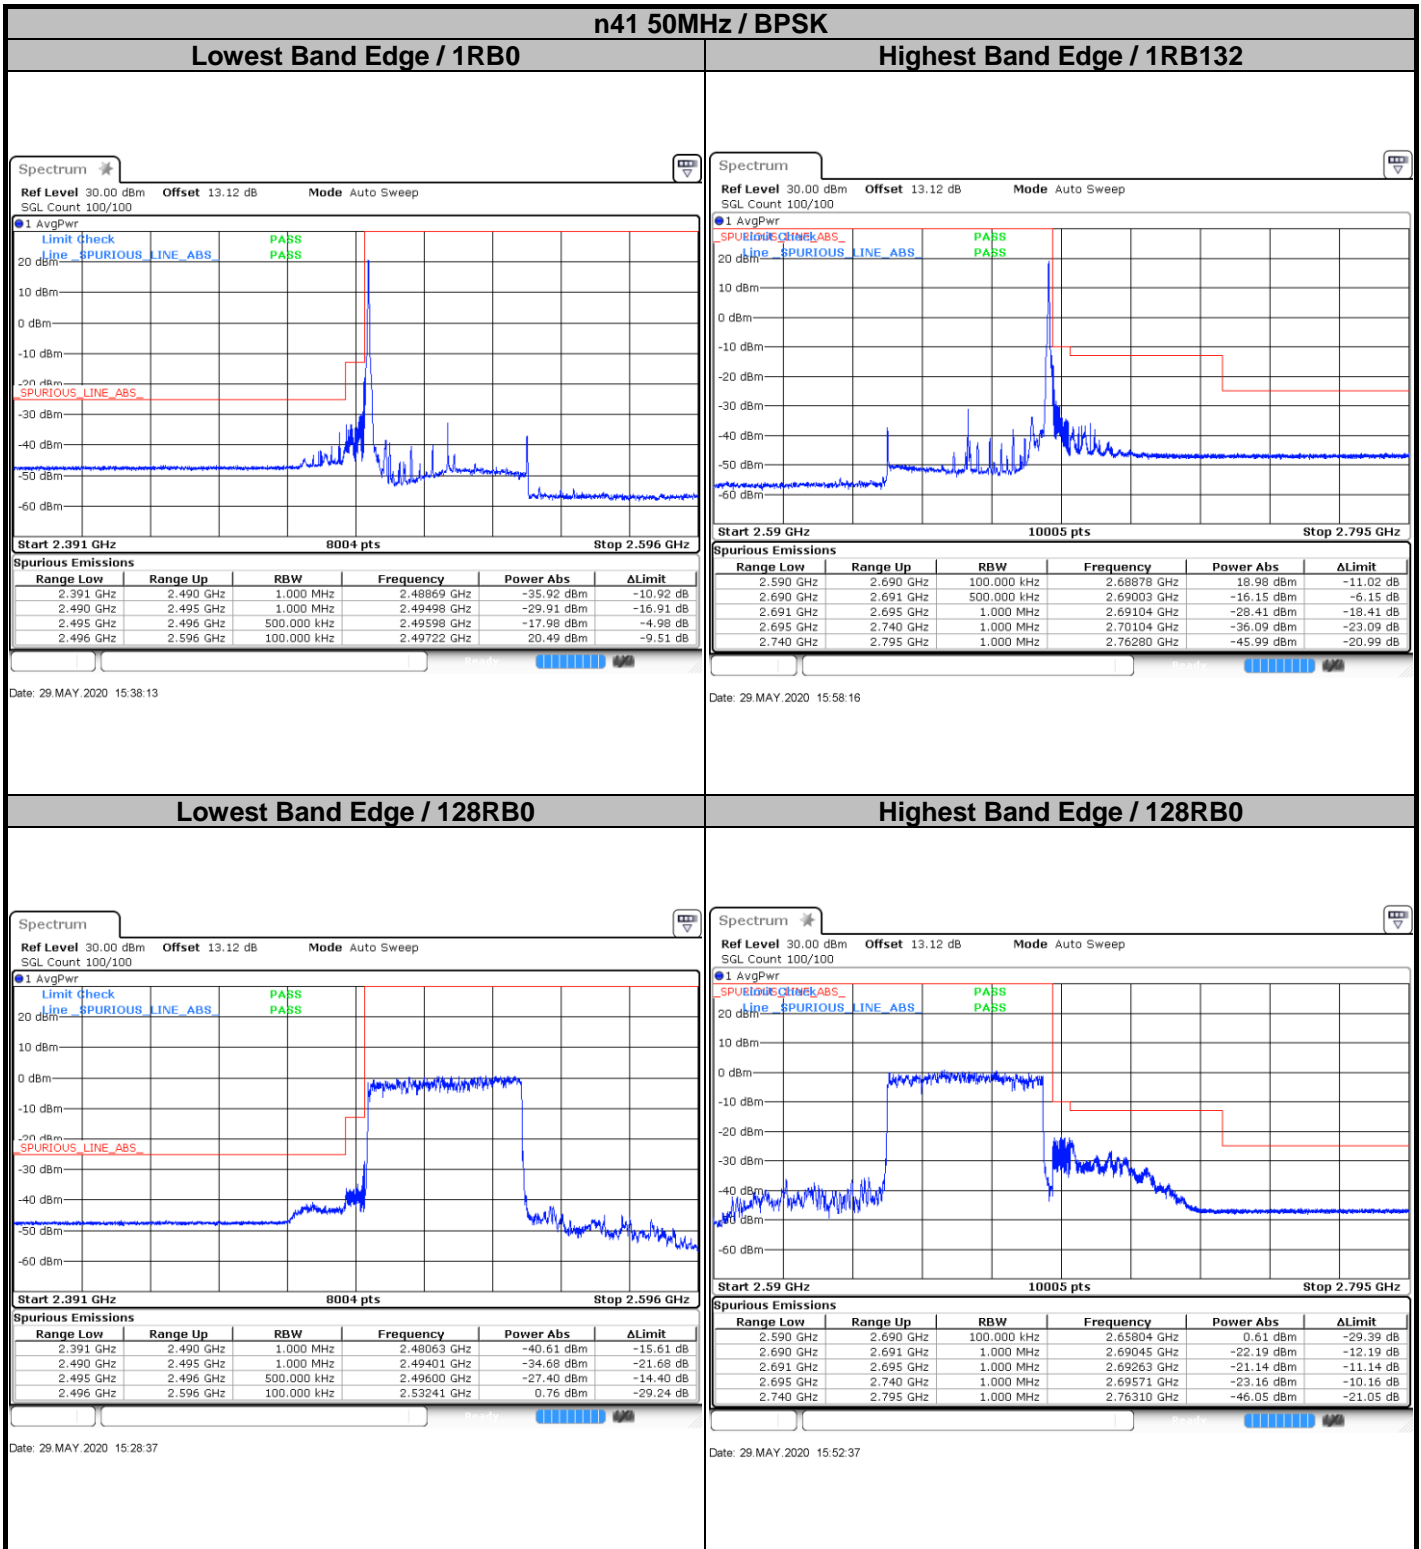 n41 50MHz / BPSK
Lowest Band Edge / 1RB0
Highest Band Edge / 1RB132
Spectrum
Ref Level 30.00 dBm Offset 13.12 dB Mode Auto Sweep
SGL Count 100/100
1 AvgPwr
Limit Check PASS
Line _SPURIOUS_LINE_ABS_ PASS
20 dBm
10 dBm
0 dBm
-10 dBm
-20 dBm
_SPURIOUS_LINE_ABS_
-30 dBm
-40 dBm
-50 dBm
-60 dBm
Start 2.391 GHz 8004 pts Stop 2.596 GHz
Spurious Emissions
Range Low Range Up RBW Frequency Power Abs ΔLimit
2.391 GHz 2.490 GHz 1.000 MHz 2.48869 GHz -35.92 dBm -10.92 dB
2.490 GHz 2.495 GHz 1.000 MHz 2.49498 GHz -29.91 dBm -16.91 dB
2.495 GHz 2.496 GHz 500.000 kHz 2.49598 GHz -17.98 dBm -4.98 dB
2.496 GHz 2.596 GHz 100.000 kHz 2.49722 GHz 20.49 dBm -9.51 dB
Ready
Date: 29.MAY.2020 15:38:13
Spectrum
Ref Level 30.00 dBm Offset 13.12 dB Mode Auto Sweep
SGL Count 100/100
1 AvgPwr
_SPURIOUS_LINE_ABS_
Limit Check PASS
Line _SPURIOUS_LINE_ABS_ PASS
20 dBm
10 dBm
0 dBm
-10 dBm
-20 dBm
-30 dBm
-40 dBm
-50 dBm
-60 dBm
Start 2.59 GHz 10005 pts Stop 2.795 GHz
Spurious Emissions
Range Low Range Up RBW Frequency Power Abs ΔLimit
2.590 GHz 2.690 GHz 100.000 kHz 2.68878 GHz 18.98 dBm -11.02 dB
2.690 GHz 2.691 GHz 500.000 kHz 2.69003 GHz -16.15 dBm -6.15 dB
2.691 GHz 2.695 GHz 1.000 MHz 2.69104 GHz -28.41 dBm -18.41 dB
2.695 GHz 2.740 GHz 1.000 MHz 2.70104 GHz -36.09 dBm -23.09 dB
2.740 GHz 2.795 GHz 1.000 MHz 2.76280 GHz -45.99 dBm -20.99 dB
Ready
Date: 29.MAY.2020 15:58:16
Lowest Band Edge / 128RB0
Highest Band Edge / 128RB0
Spectrum
Ref Level 30.00 dBm Offset 13.12 dB Mode Auto Sweep
SGL Count 100/100
1 AvgPwr
Limit Check PASS
Line _SPURIOUS_LINE_ABS_ PASS
20 dBm
10 dBm
0 dBm
-10 dBm
-20 dBm
_SPURIOUS_LINE_ABS_
-30 dBm
-40 dBm
-50 dBm
-60 dBm
Start 2.391 GHz 8004 pts Stop 2.596 GHz
Spurious Emissions
Range Low Range Up RBW Frequency Power Abs ΔLimit
2.391 GHz 2.490 GHz 1.000 MHz 2.48063 GHz -40.61 dBm -15.61 dB
2.490 GHz 2.495 GHz 1.000 MHz 2.49401 GHz -34.68 dBm -21.68 dB
2.495 GHz 2.496 GHz 500.000 kHz 2.49600 GHz -27.40 dBm -14.40 dB
2.496 GHz 2.596 GHz 100.000 kHz 2.53241 GHz 0.76 dBm -29.24 dB
Ready
Date: 29.MAY.2020 15:28:37
Spectrum
Ref Level 30.00 dBm Offset 13.12 dB Mode Auto Sweep
SGL Count 100/100
1 AvgPwr
_SPURIOUS_LINE_ABS_
Limit Check PASS
Line _SPURIOUS_LINE_ABS_ PASS
20 dBm
10 dBm
0 dBm
-10 dBm
-20 dBm
-30 dBm
-40 dBm
-50 dBm
-60 dBm
Start 2.59 GHz 10005 pts Stop 2.795 GHz
Spurious Emissions
Range Low Range Up RBW Frequency Power Abs ΔLimit
2.590 GHz 2.690 GHz 100.000 kHz 2.65804 GHz 0.61 dBm -29.39 dB
2.690 GHz 2.691 GHz 1.000 MHz 2.69045 GHz -22.19 dBm -12.19 dB
2.691 GHz 2.695 GHz 1.000 MHz 2.69263 GHz -21.14 dBm -11.14 dB
2.695 GHz 2.740 GHz 1.000 MHz 2.69571 GHz -23.16 dBm -10.16 dB
2.740 GHz 2.795 GHz 1.000 MHz 2.76310 GHz -46.05 dBm -21.05 dB
Ready
Date: 29.MAY.2020 15:52:37